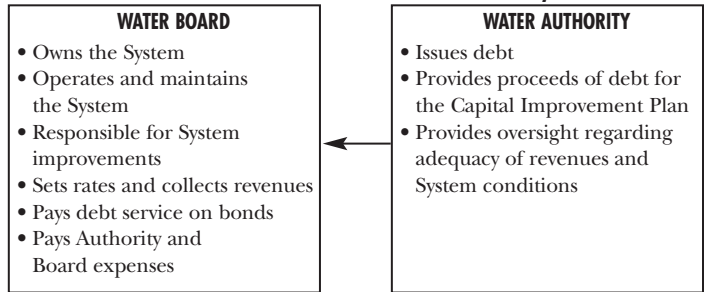 WATER BOARD
• Owns the System
• Operates and maintains
the System
• Responsible for System
improvements
• Sets rates and collects revenues
• Pays debt service on bonds
• Pays Authority and
Board expenses
WATER AUTHORITY
• Issues debt
• Provides proceeds of debt for
the Capital Improvement Plan
• Provides oversight regarding
adequacy of revenues and
System conditions